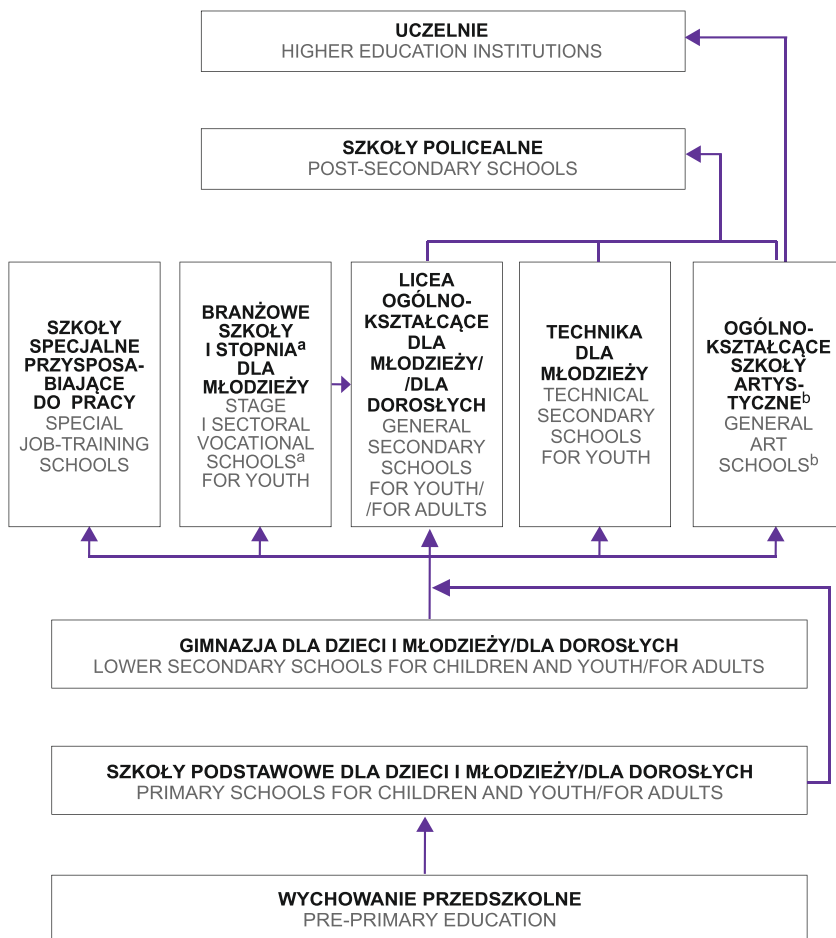 UCZELNIE
HIGHER EDUCATION INSTITUTIONS
SZKOŁY POLICEALNE
POST-SECONDARY SCHOOLS
SZKOŁY
SPECJALNE
PRZYSPOSA-
BIAJĄCE
DO PRACY
SPECIAL
JOB-TRAINING
SCHOOLS
BRANŻOWE
SZKOŁY
I STOPNIAᵃ
DLA
MŁODZIEŻY
STAGE
I SECTORAL
VOCATIONAL
SCHOOLSᵃ
FOR YOUTH
LICEA
OGÓLNO-
KSZTAŁCĄCE
DLA
MŁODZIEŻY/
/DLA
DOROSŁYCH
GENERAL
SECONDARY
SCHOOLS
FOR YOUTH/
/FOR ADULTS
TECHNIKA
DLA
MŁODZIEŻY
TECHNICAL
SECONDARY
SCHOOLS
FOR YOUTH
OGÓLNO-
KSZTAŁCĄCE
SZKOŁY
ARTYS-
TYCZNEᵇ
GENERAL
ART
SCHOOLSᵇ
GIMNAZJA DLA DZIECI I MŁODZIEŻY/DLA DOROSŁYCH
LOWER SECONDARY SCHOOLS FOR CHILDREN AND YOUTH/FOR ADULTS
SZKOŁY PODSTAWOWE DLA DZIECI I MŁODZIEŻY/DLA DOROSŁYCH
PRIMARY SCHOOLS FOR CHILDREN AND YOUTH/FOR ADULTS
WYCHOWANIE PRZEDSZKOLNE
PRE-PRIMARY EDUCATION